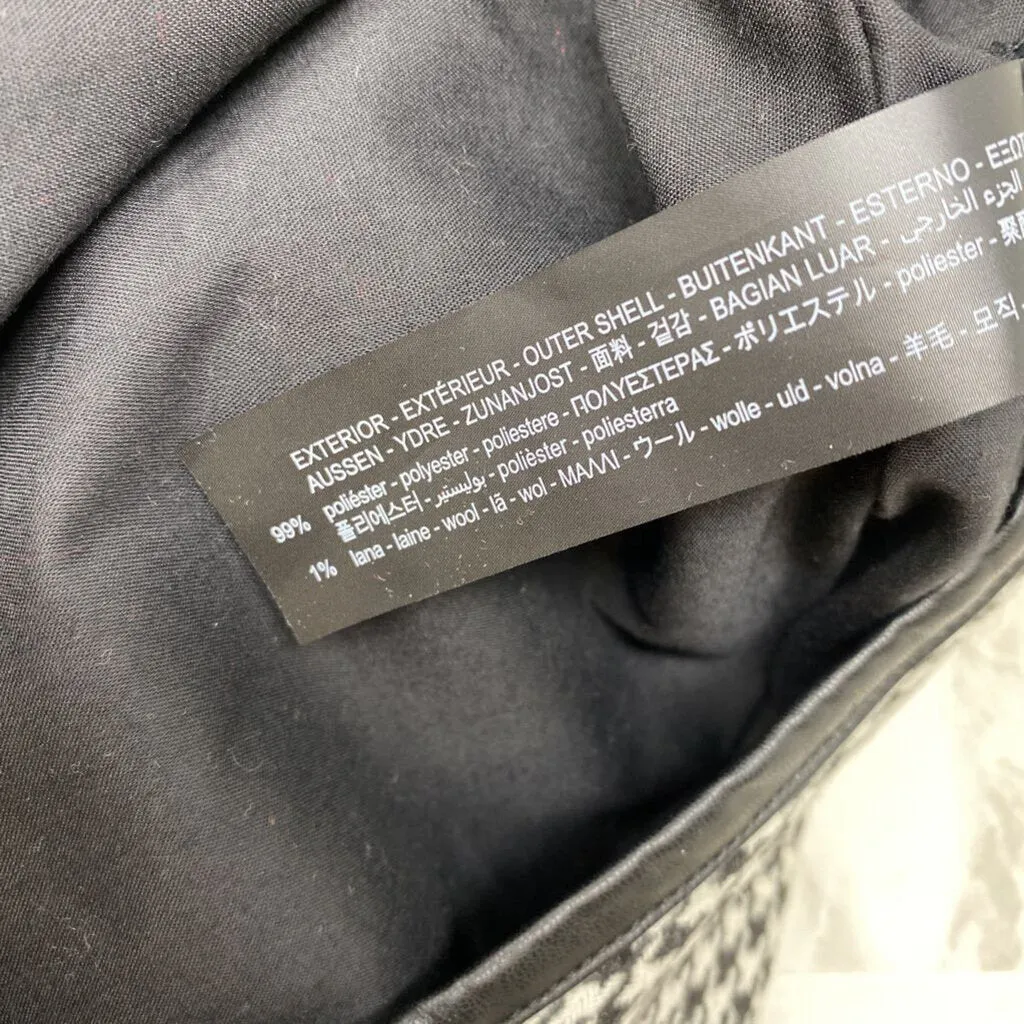 EXTERIOR - EXTÉRIEUR - OUTER SHELL - BUITENKANT - ESTERNO -
AUSSEN - YDRE - ZUNANJOST - 面料 - 겉감 - BAGIAN LUAR - الجزء الخارجي
99% poliéster - polyester - poliestere - ΠΟΛΥΕΣΤΕΡΑΣ - ポリエステル - poliester -
폴리에스터 - بوليستير - polièster - poliesterra
1% lana - laine - wool - lã - wol - ΜΑΛΛΙ - ウール - wolle - uld - volna - 羊毛 - 모직